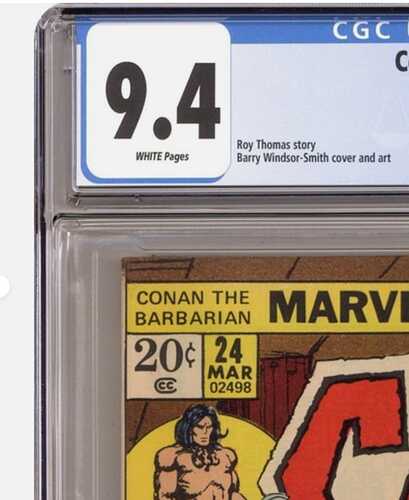 CGC
9.4
WHITE Pages
Roy Thomas story
Barry Windsor-Smith cover and art
CONAN THE
BARBARIAN
MARV
20¢
24
MAR
02498
CC